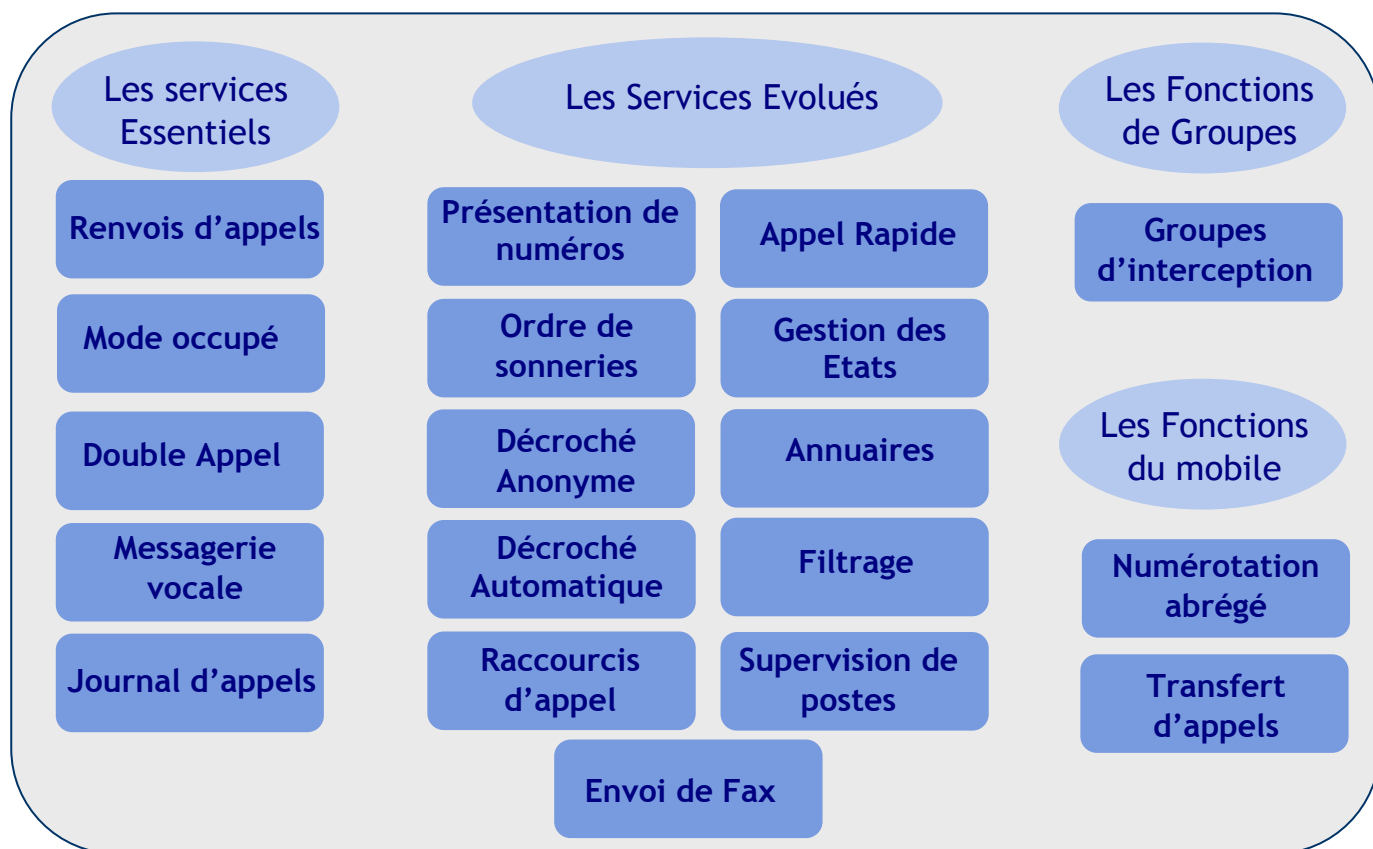 Les services
Essentiels
Renvois d’appels
Mode occupé
Double Appel
Messagerie
vocale
Journal d’appels
Les Services Evolués
Présentation de
numéros
Ordre de
sonneries
Décroché
Anonyme
Décroché
Automatique
Raccourcis
d’appel
Appel Rapide
Gestion des
Etats
Annuaires
Filtrage
Supervision de
postes
Envoi de Fax
Les Fonctions
de Groupes
Groupes
d’interception
Les Fonctions
du mobile
Numérotation
abrégé
Transfert
d’appels